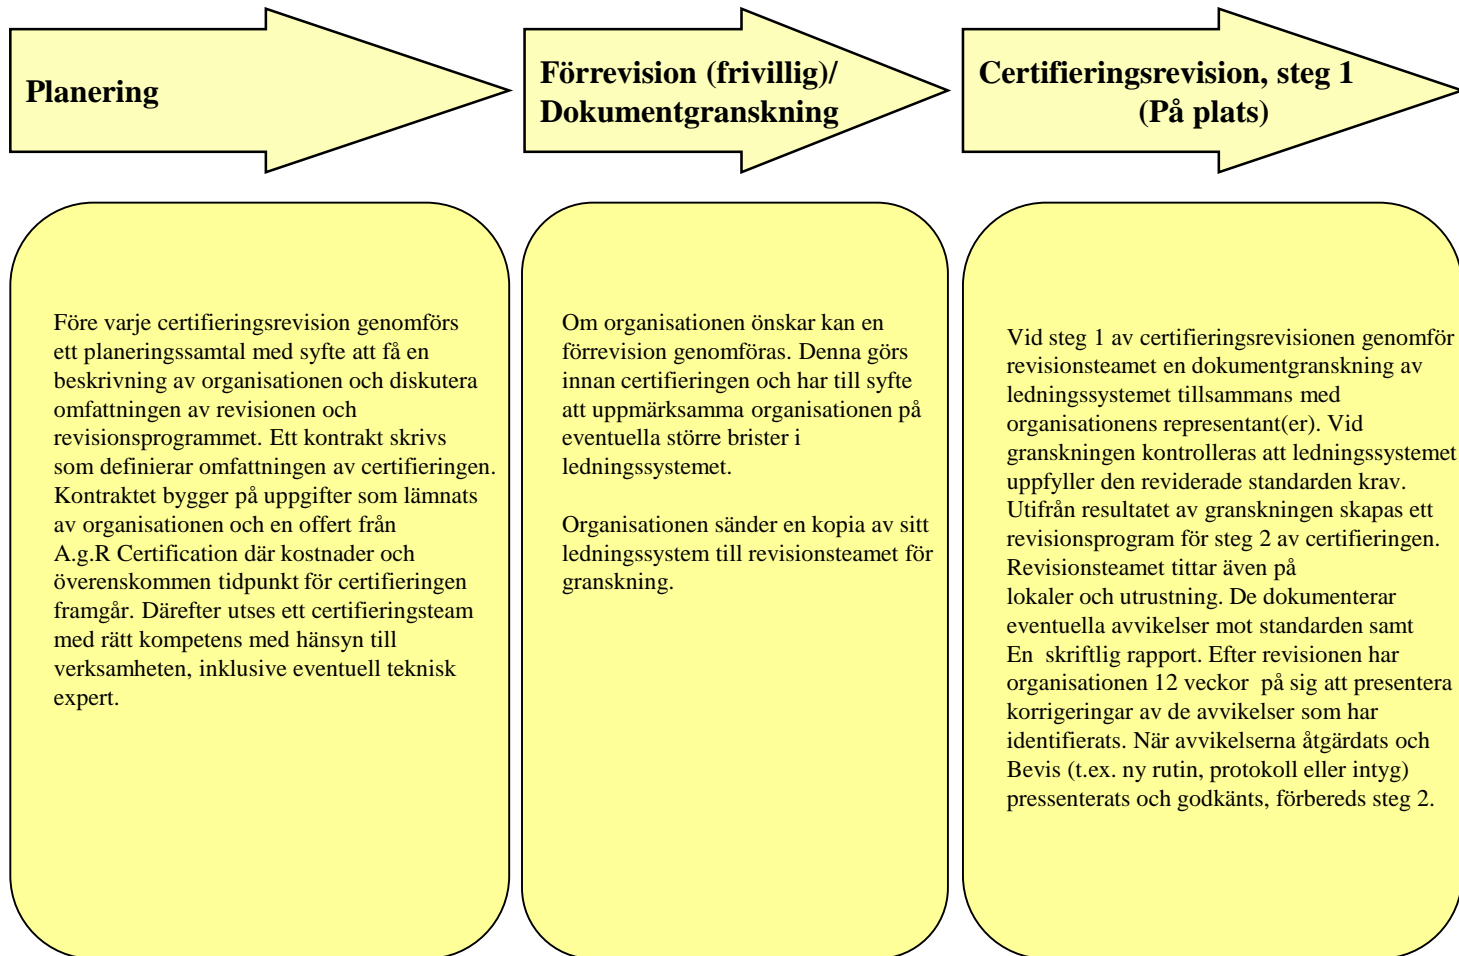 Planering
Förrevision (frivillig)/
Dokumentgranskning
Certifieringsrevision, steg 1
(På plats)
Före varje certifieringsrevision genomförs
ett planeringssamtal med syfte att få en
beskrivning av organisationen och diskutera
omfattningen av revisionen och
revisionsprogrammet. Ett kontrakt skrivs
som definierar omfattningen av certifieringen.
Kontraktet bygger på uppgifter som lämnats
av organisationen och en offert från
A.g.R Certification där kostnader och
överenskommen tidpunkt för certifieringen
framgår. Därefter utses ett certifieringsteam
med rätt kompetens med hänsyn till
verksamheten, inklusive eventuell teknisk
expert.
Om organisationen önskar kan en
förrevision genomföras. Denna görs
innan certifieringen och har till syfte
att uppmärksamma organisationen på
eventuella större brister i
ledningssystemet.
Organisationen sänder en kopia av sitt
ledningssystem till revisionsteamet för
granskning.
Vid steg 1 av certifieringsrevisionen genomför
revisionsteamet en dokumentgranskning av
ledningssystemet tillsammans med
organisationens representant(er). Vid
granskningen kontrolleras att ledningssystemet
uppfyller den reviderade standarden krav.
Utifrån resultatet av granskningen skapas ett
revisionsprogram för steg 2 av certifieringen.
Revisionsteamet tittar även på
lokaler och utrustning. De dokumenterar
eventuella avvikelser mot standarden samt
En  skriftlig rapport. Efter revisionen har
organisationen 12 veckor  på sig att presentera
korrigeringar av de avvikelser som har
identifierats. När avvikelserna åtgärdats och
Bevis (t.ex. ny rutin, protokoll eller intyg)
pressenterats och godkänts, förbereds steg 2.